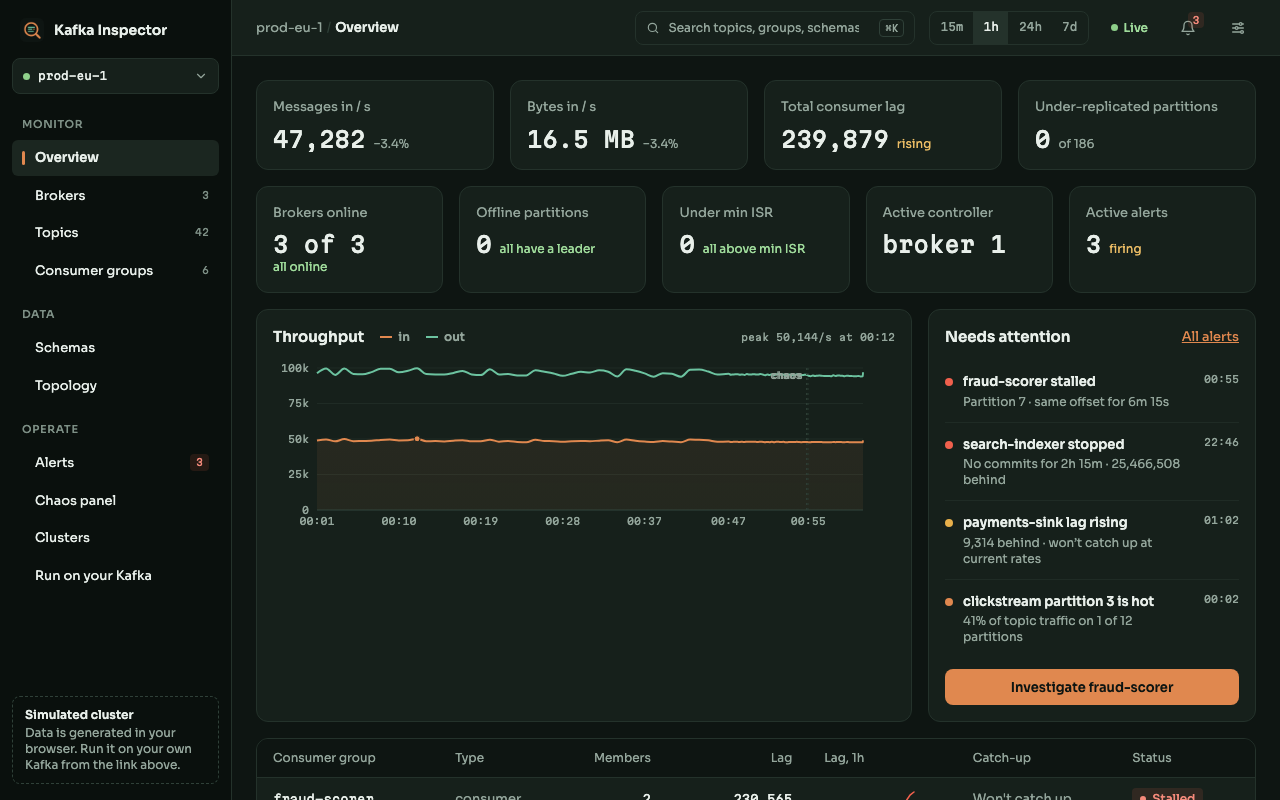 Kafka Inspector
prod-eu-1
MONITOR
Overview
Brokers 3
Topics 42
Consumer groups 6
DATA
Schemas
Topology
OPERATE
Alerts 3
Chaos panel
Clusters
Run on your Kafka
Simulated cluster
Data is generated in your
browser. Run it on your own
Kafka from the link above.
prod-eu-1 / Overview
Search topics, groups, schemas ⌘K
15m 1h 24h 7d
Live
3
Messages in / s
47,282 −3.4%
Bytes in / s
16.5 MB −3.4%
Total consumer lag
239,879 rising
Under-replicated partitions
0 of 186
Brokers online
3 of 3
all online
Offline partitions
0 all have a leader
Under min ISR
0 all above min ISR
Active controller
broker 1
Active alerts
3 firing
Throughput in out peak 50,144/s at 00:12
100k
75k
50k
25k
0
chaos
00:01 00:10 00:19 00:28 00:37 00:47 00:55
Needs attention All alerts
fraud-scorer stalled 00:55
Partition 7 · same offset for 6m 15s
search-indexer stopped 22:46
No commits for 2h 15m · 25,466,508
behind
payments-sink lag rising 01:02
9,314 behind · won’t catch up at
current rates
clickstream partition 3 is hot 00:02
41% of topic traffic on 1 of 12
partitions
Investigate fraud-scorer
Consumer group Type Members Lag Lag, 1h Catch-up Status
fraud-scorer consumer 2 230,565 Won't catch up Stalled